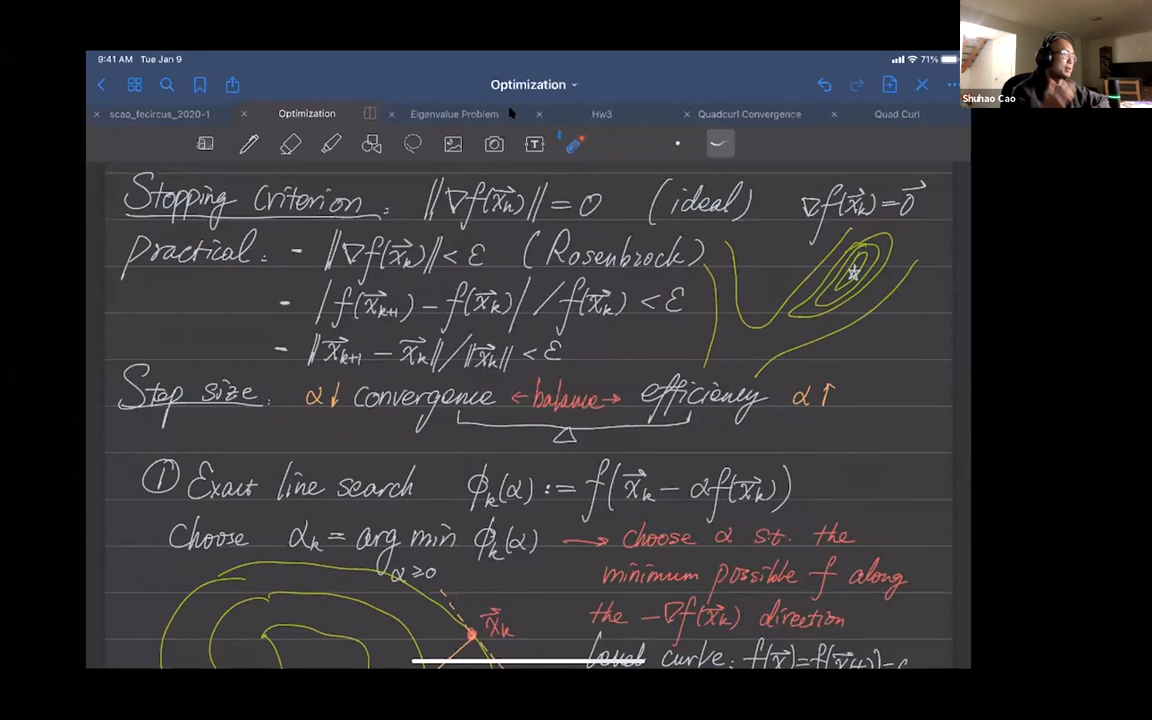 9:41 AM Tue Jan 9
71%
Optimization
scao_fecircus_2020-1
Optimization
Eigenvalue Problem
Hw3
Quadcurl Convergence
Quad Curl
Shuhao Cao
Stopping Criterion: ||∇f(x⃗ₖ)|| = 0 (ideal) ∇f(x⃗ₖ)=0⃗
practical: - ||∇f(x⃗ₖ)|| < ε (Rosenbrock)
- |f(x⃗ₖ₊₁) - f(x⃗ₖ)| / f(x⃗ₖ) < ε
- ||x⃗ₖ₊₁ - x⃗ₖ|| / ||x⃗ₖ|| < ε
Step size: α↓ convergence ←balance→ efficiency α↑
① Exact line search ϕₖ(α) := f(x⃗ₖ - αf(x⃗ₖ))
Choose αₖ = arg min ϕₖ(α) → choose α s.t. the
α≥0
minimum possible f along
the -∇f(x⃗ₖ) direction
x⃗ₖ
Level curve: